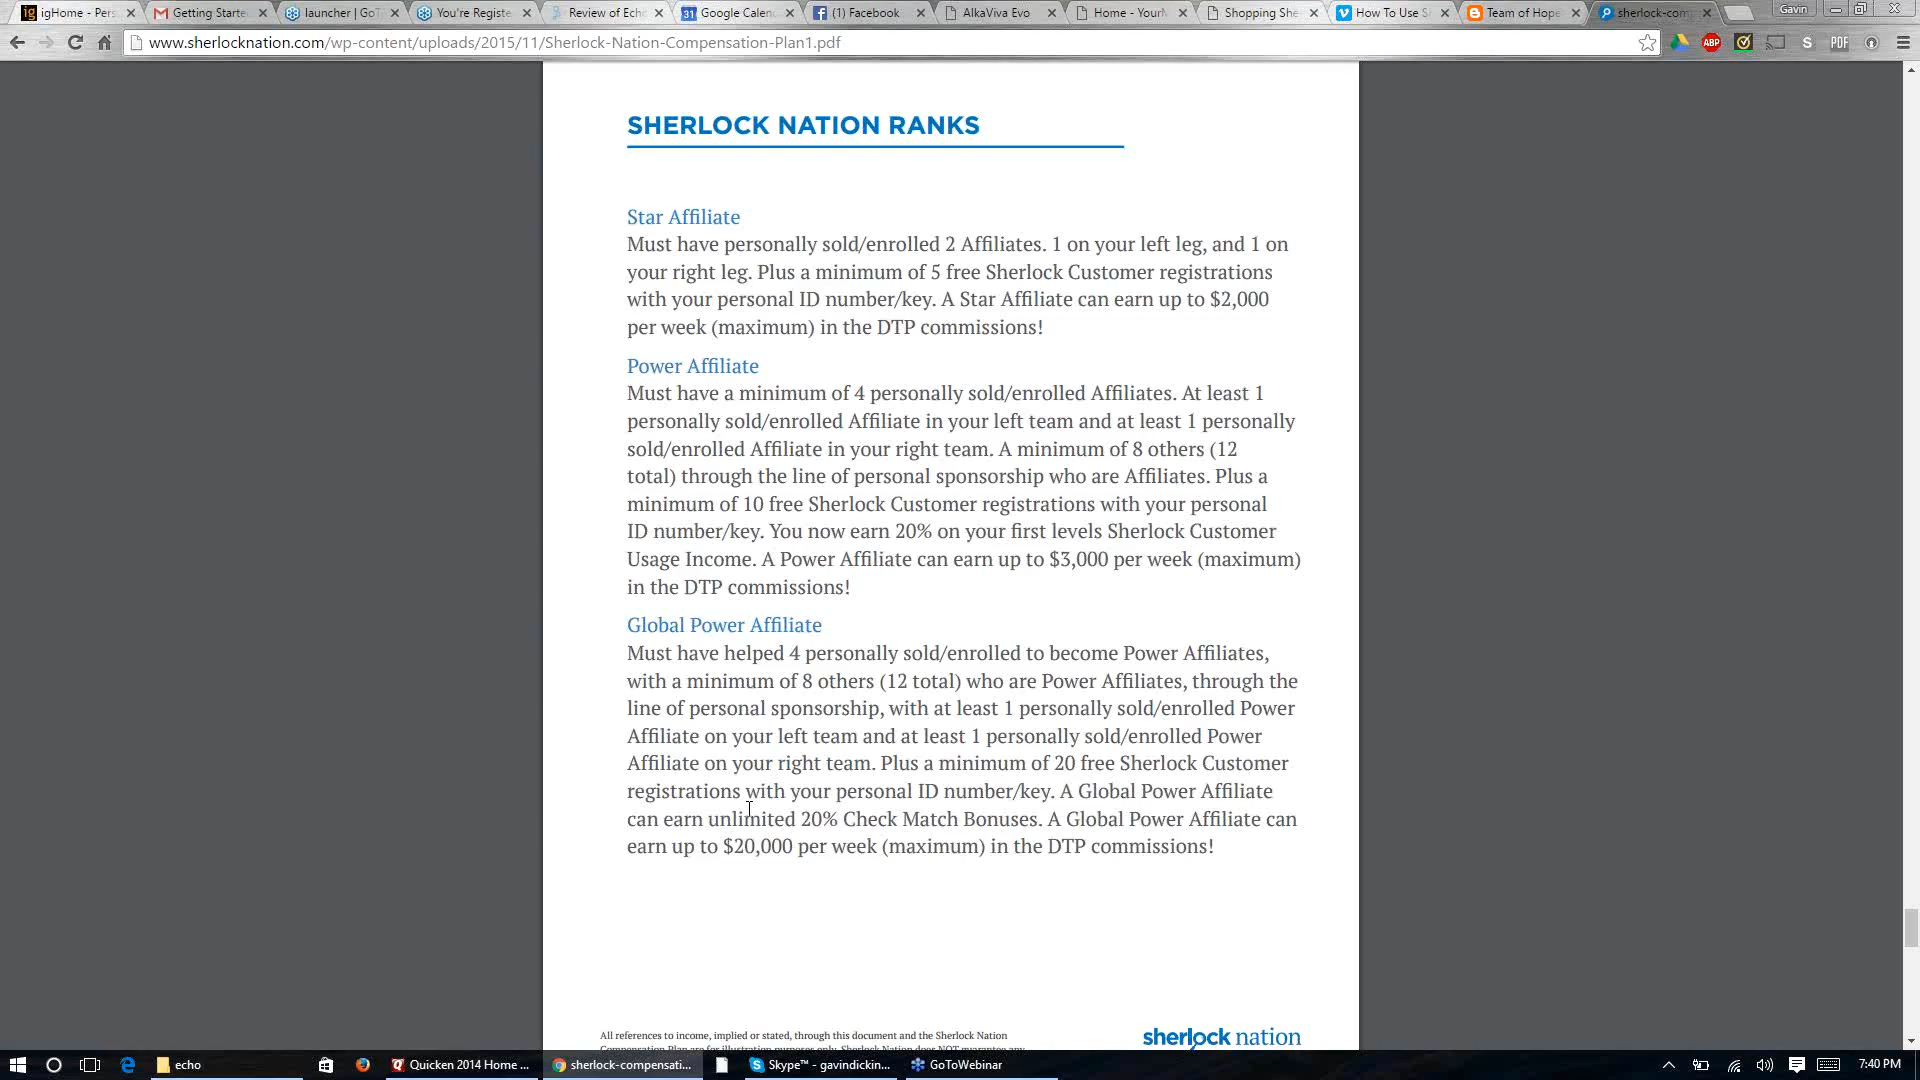 igHome - Pers
Getting Starte
launcher | GoT
You're Registe
Review of Echo
Google Calen
(1) Facebook
AlkaViva Evo
Home - YourM
Shopping She
How To Use S
Team of Hope
sherlock-com
Gavin
www.sherlocknation.com/wp-content/uploads/2015/11/Sherlock-Nation-Compensation-Plan1.pdf
SHERLOCK NATION RANKS
Star Affiliate
Must have personally sold/enrolled 2 Affiliates. 1 on your left leg, and 1 on
your right leg. Plus a minimum of 5 free Sherlock Customer registrations
with your personal ID number/key. A Star Affiliate can earn up to $2,000
per week (maximum) in the DTP commissions!
Power Affiliate
Must have a minimum of 4 personally sold/enrolled Affiliates. At least 1
personally sold/enrolled Affiliate in your left team and at least 1 personally
sold/enrolled Affiliate in your right team. A minimum of 8 others (12
total) through the line of personal sponsorship who are Affiliates. Plus a
minimum of 10 free Sherlock Customer registrations with your personal
ID number/key. You now earn 20% on your first levels Sherlock Customer
Usage Income. A Power Affiliate can earn up to $3,000 per week (maximum)
in the DTP commissions!
Global Power Affiliate
Must have helped 4 personally sold/enrolled to become Power Affiliates,
with a minimum of 8 others (12 total) who are Power Affiliates, through the
line of personal sponsorship, with at least 1 personally sold/enrolled Power
Affiliate on your left team and at least 1 personally sold/enrolled Power
Affiliate on your right team. Plus a minimum of 20 free Sherlock Customer
registrations with your personal ID number/key. A Global Power Affiliate
can earn unlimited 20% Check Match Bonuses. A Global Power Affiliate can
earn up to $20,000 per week (maximum) in the DTP commissions!
All references to income, implied or stated, through this document and the Sherlock Nation
Compensation Plan are for illustration purposes only. Sherlock Nation does NOT guarantee any
sherlock nation
echo
Quicken 2014 Home ...
sherlock-compensati...
Skype™ - gavindickin...
GoToWebinar
7:40 PM